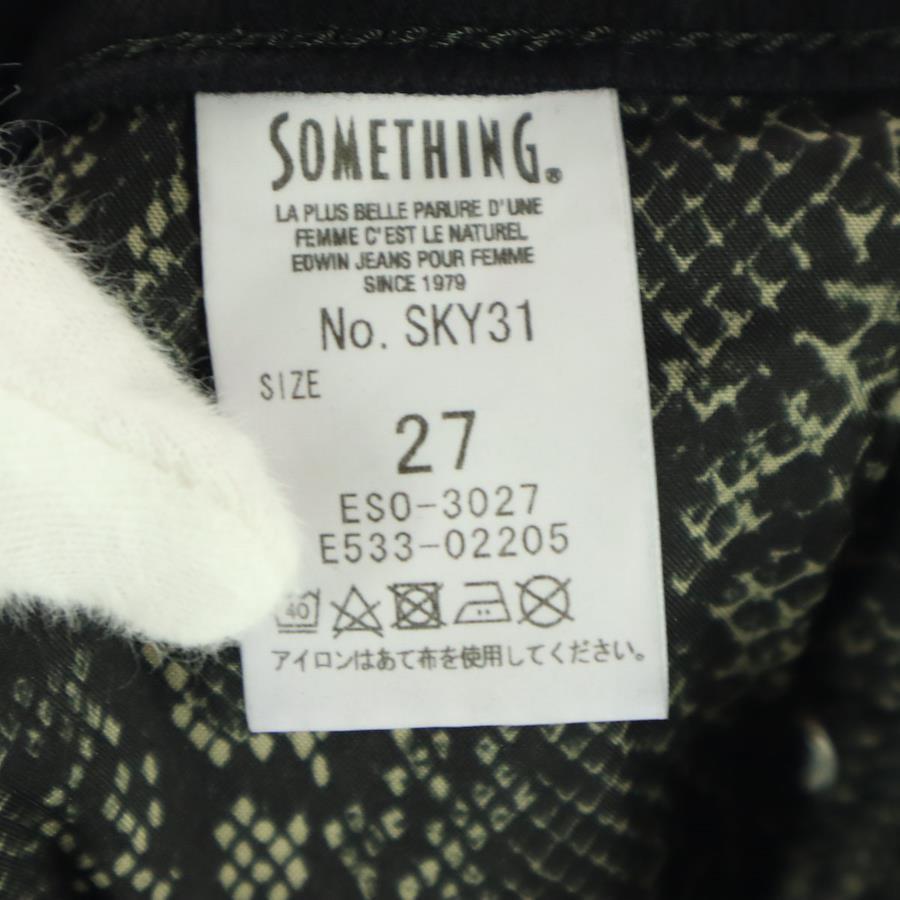 SOMETHING®
LA PLUS BELLE PARURE D'UNE
FEMME C'EST LE NATUREL
EDWIN JEANS POUR FEMME
SINCE 1979
No. SKY31
SIZE
27
ESO-3027
E533-02205
40
アイロンはあて布を使用してください。